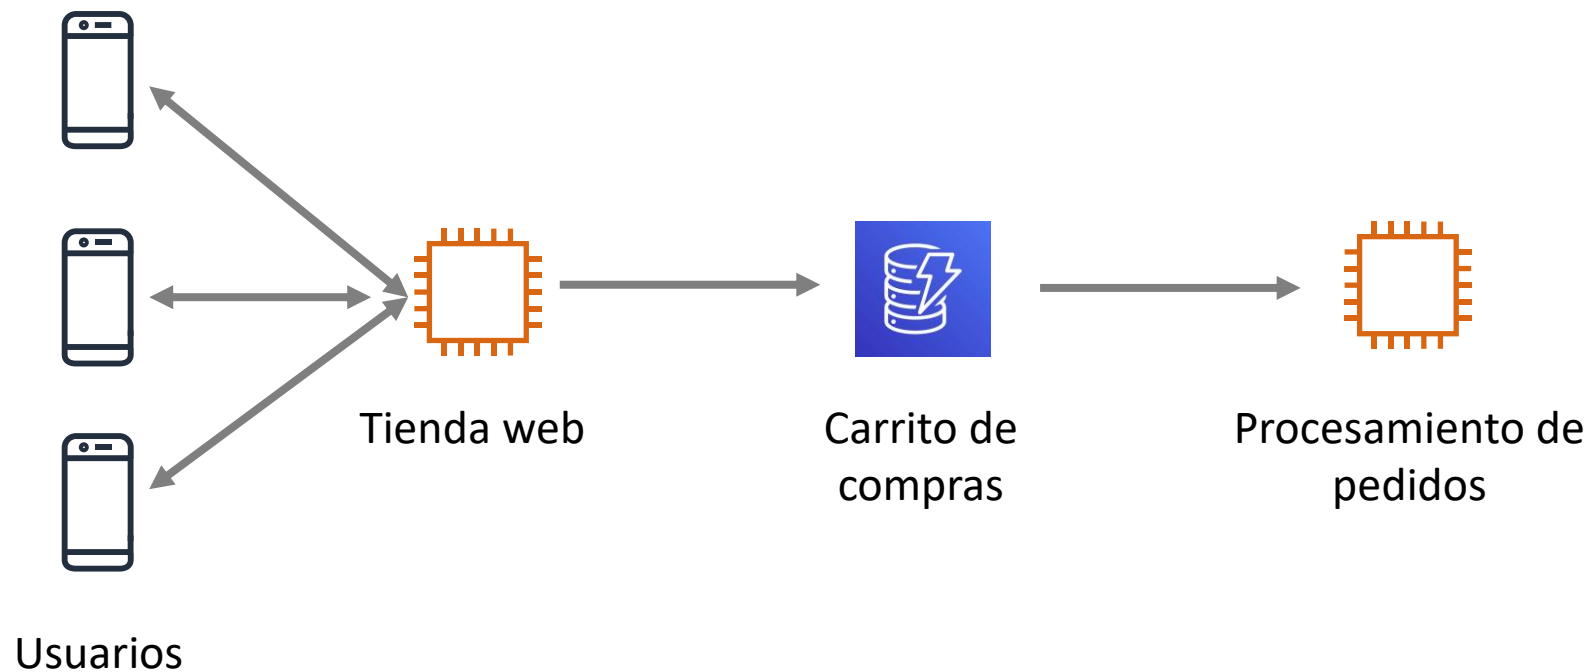 Tienda web
Carrito de
compras
Procesamiento de
pedidos
Usuarios